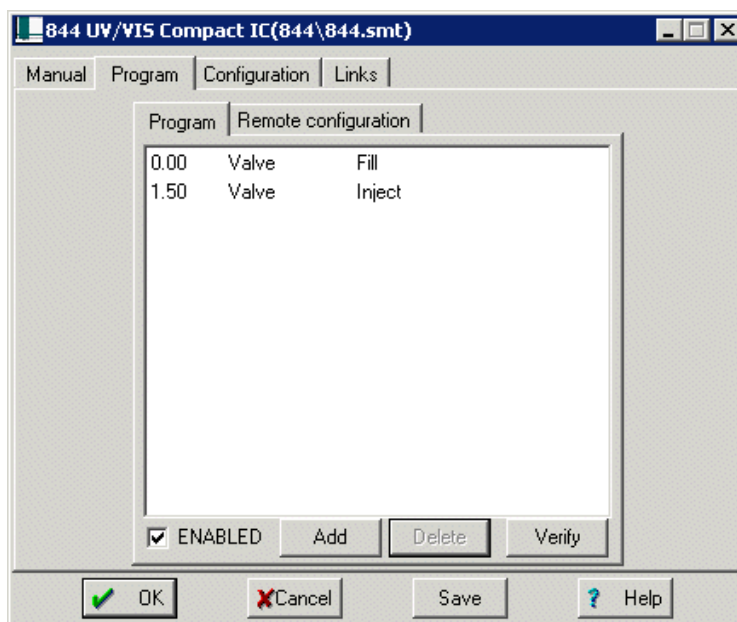 844 UV/VIS Compact IC(844\844.smt)
Manual Program Configuration Links
Program Remote configuration
0.00 Valve Fill
1.50 Valve Inject
ENABLED Add Delete Verify
OK Cancel Save ? Help